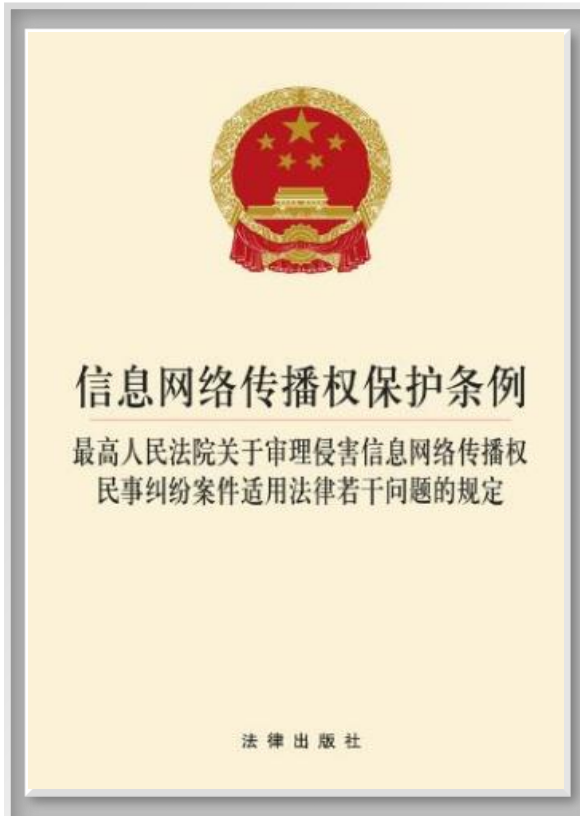 信息网络传播权保护条例
最高人民法院关于审理侵害信息网络传播权
民事纠纷案件适用法律若干问题的规定
法律出版社